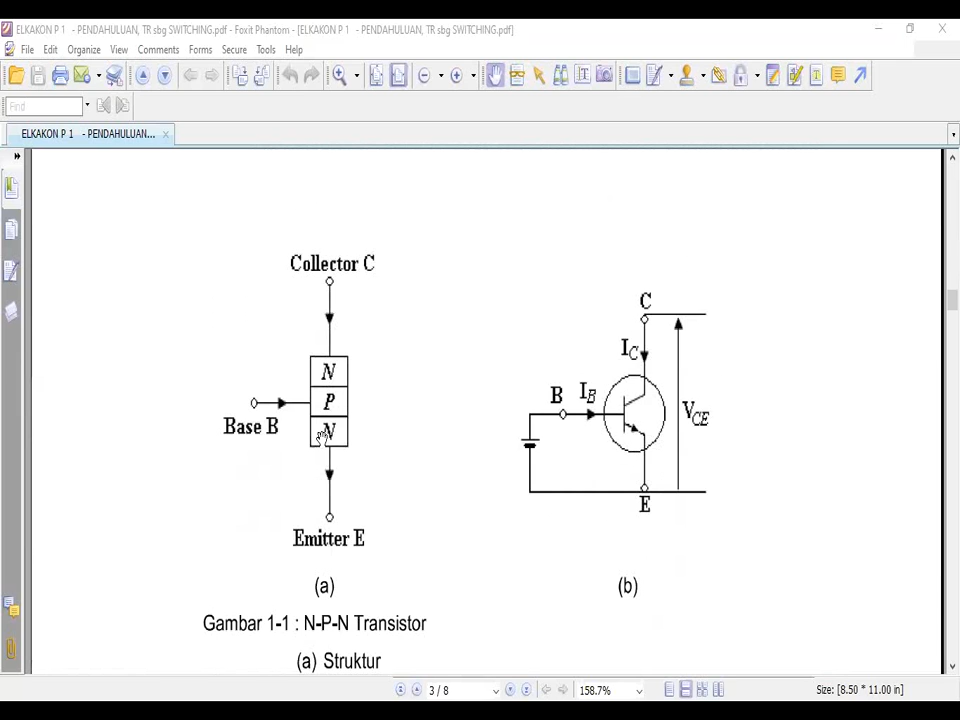 ELKAKON P 1 - PENDAHULUAN, TR sbg SWITCHING.pdf - Foxit Phantom - [ELKAKON P 1 - PENDAHULUAN, TR sbg SWITCHING.pdf]
File Edit Organize View Comments Forms Secure Tools Help
Find
ELKAKON P 1 - PENDAHULUAN...
Collector C
N
P
N
Base B
Emitter E
(a)
C
I_C
B I_B
V_CE
E
(b)
Gambar 1-1 : N-P-N Transistor
(a) Struktur
3 / 8 158.7% Size: [8.50 * 11.00 in]